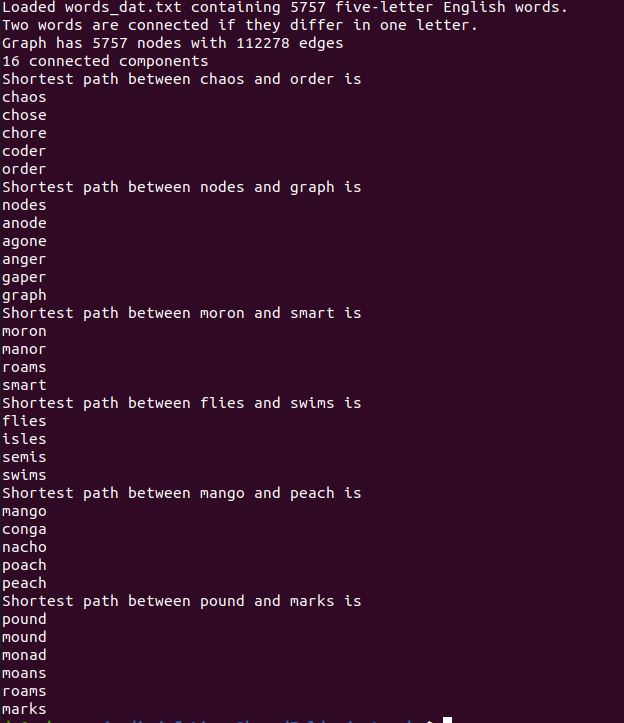 Loaded words_dat.txt containing 5757 five-letter English words.
Two words are connected if they differ in one letter.
Graph has 5757 nodes with 112278 edges
16 connected components
Shortest path between chaos and order is
chaos
chose
chore
coder
order
Shortest path between nodes and graph is
nodes
anode
agone
anger
gaper
graph
Shortest path between moron and smart is
moron
manor
roams
smart
Shortest path between flies and swims is
flies
isles
semis
swims
Shortest path between mango and peach is
mango
conga
nacho
poach
peach
Shortest path between pound and marks is
pound
mound
monad
moans
roams
marks